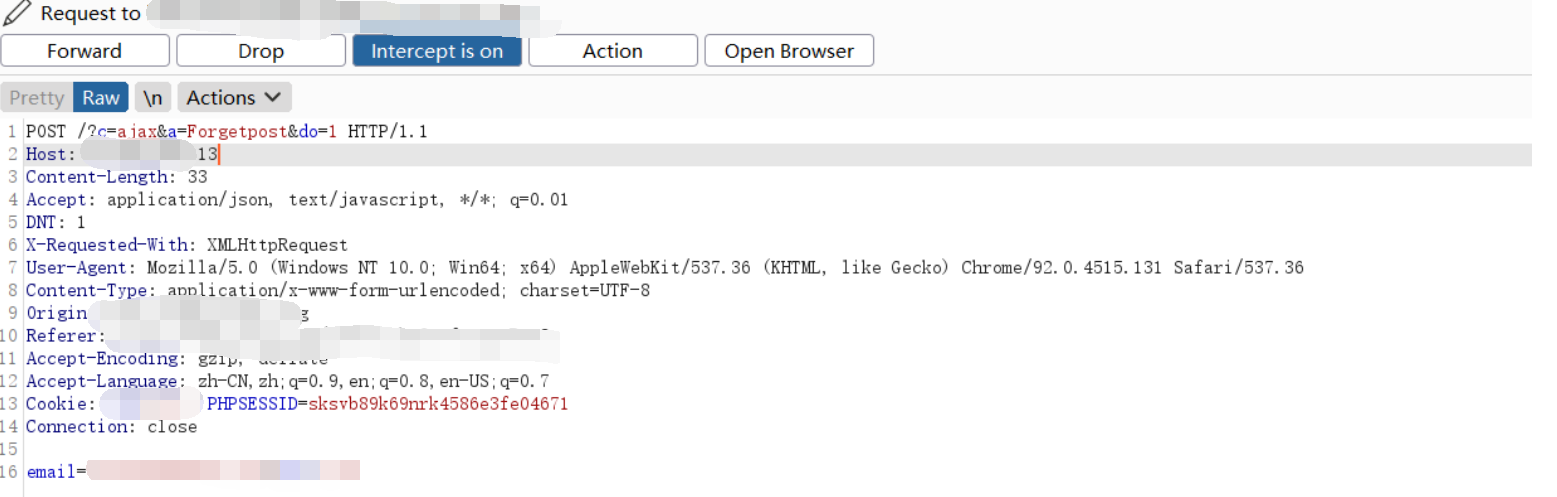 Request to
Forward Drop Intercept is on Action Open Browser
Pretty Raw \n Actions
1 POST /?c=ajax&a=Forgetpost&do=1 HTTP/1.1
2 Host: 13
3 Content-Length: 33
4 Accept: application/json, text/javascript, */*; q=0.01
5 DNT: 1
6 X-Requested-With: XMLHttpRequest
7 User-Agent: Mozilla/5.0 (Windows NT 10.0; Win64; x64) AppleWebKit/537.36 (KHTML, like Gecko) Chrome/92.0.4515.131 Safari/537.36
8 Content-Type: application/x-www-form-urlencoded; charset=UTF-8
9 Origin g
10 Referer:
11 Accept-Encoding: gzip, deflate
12 Accept-Language: zh-CN,zh;q=0.9,en;q=0.8,en-US;q=0.7
13 Cookie: PHPSESSID=sksvb89k69nrk4586e3fe04671
14 Connection: close
15
16 email=